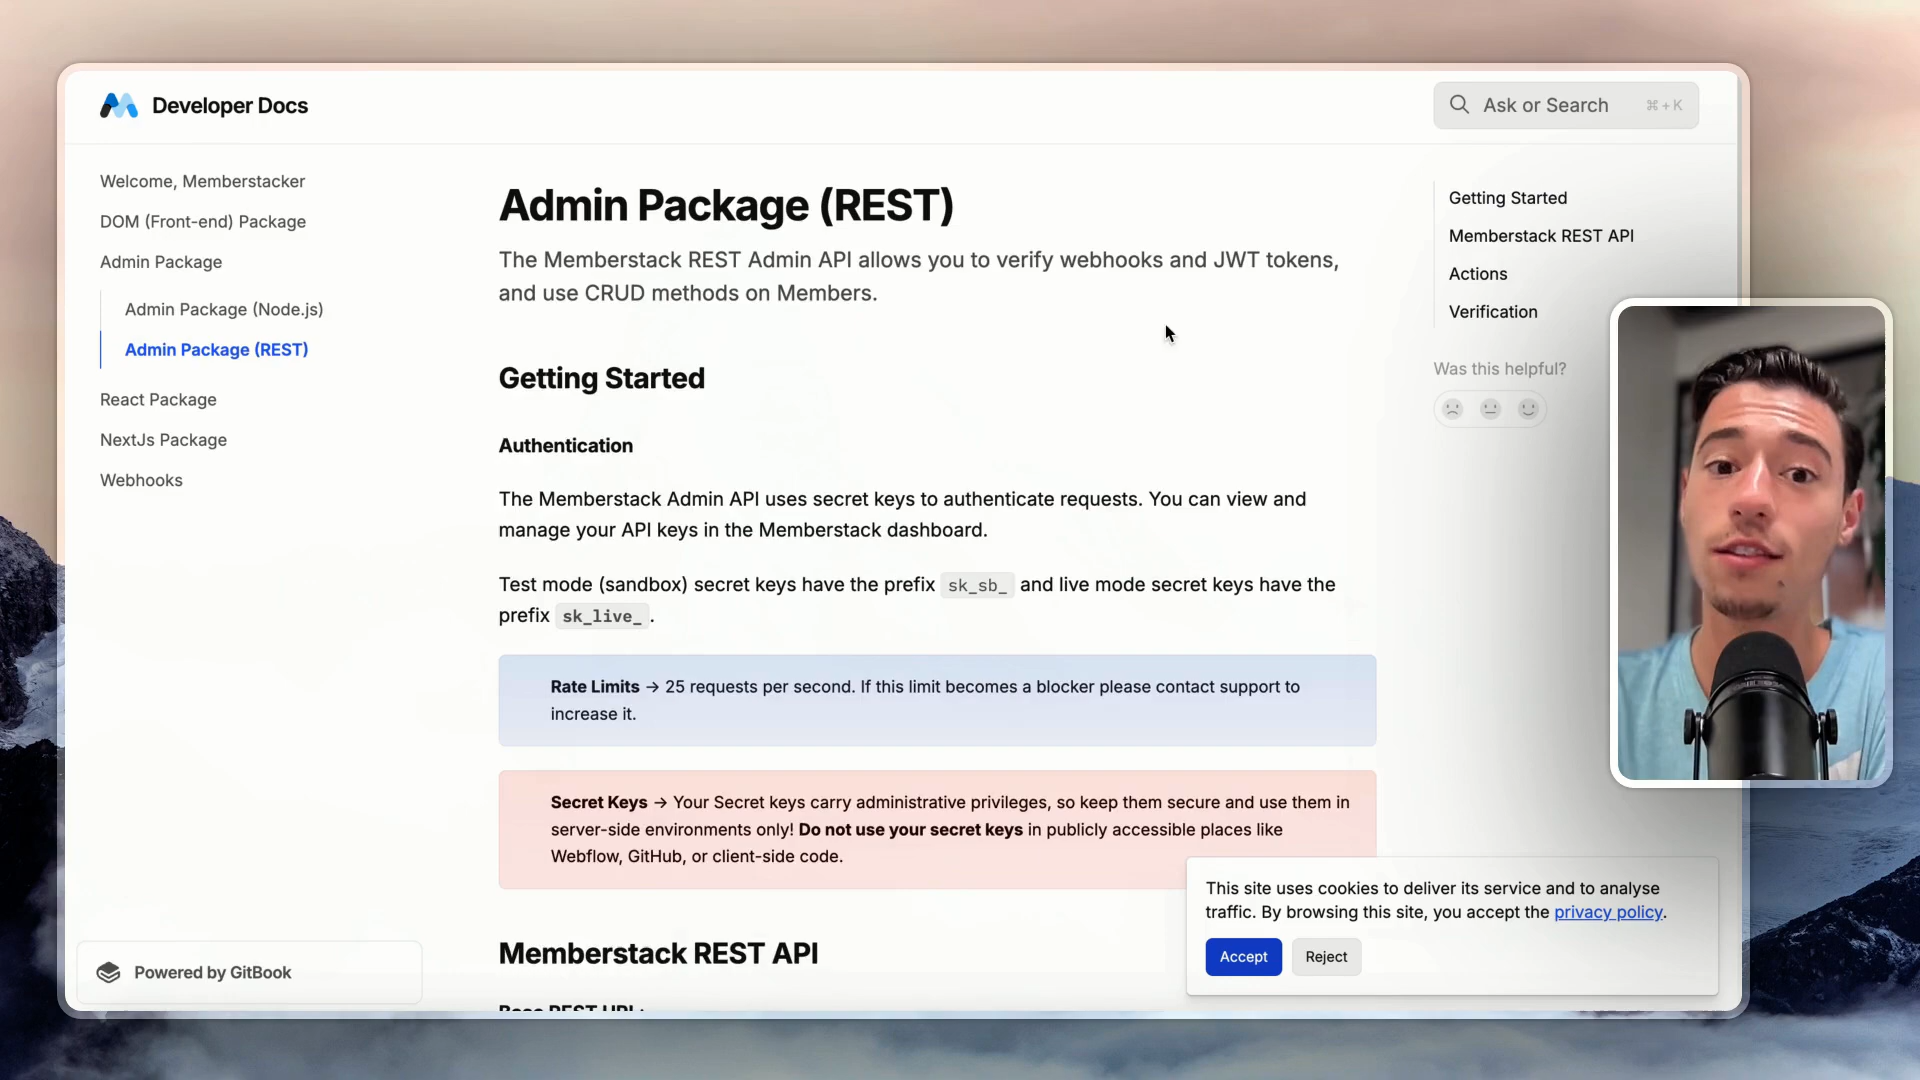 Developer Docs
Ask or Search
⌘ + K
Welcome, Memberstacker
DOM (Front-end) Package
Admin Package
Admin Package (Node.js)
Admin Package (REST)
React Package
NextJs Package
Webhooks
Powered by GitBook
Admin Package (REST)
The Memberstack REST Admin API allows you to verify webhooks and JWT tokens,
and use CRUD methods on Members.
Getting Started
Authentication
The Memberstack Admin API uses secret keys to authenticate requests. You can view and
manage your API keys in the Memberstack dashboard.
Test mode (sandbox) secret keys have the prefix sk_sb_ and live mode secret keys have the
prefix sk_live_ .
Rate Limits → 25 requests per second. If this limit becomes a blocker please contact support to
increase it.
Secret Keys → Your Secret keys carry administrative privileges, so keep them secure and use them in
server-side environments only! Do not use your secret keys in publicly accessible places like
Webflow, GitHub, or client-side code.
Memberstack REST API
Base REST URL:
Getting Started
Memberstack REST API
Actions
Verification
Was this helpful?
This site uses cookies to deliver its service and to analyse
traffic. By browsing this site, you accept the privacy policy.
Accept
Reject